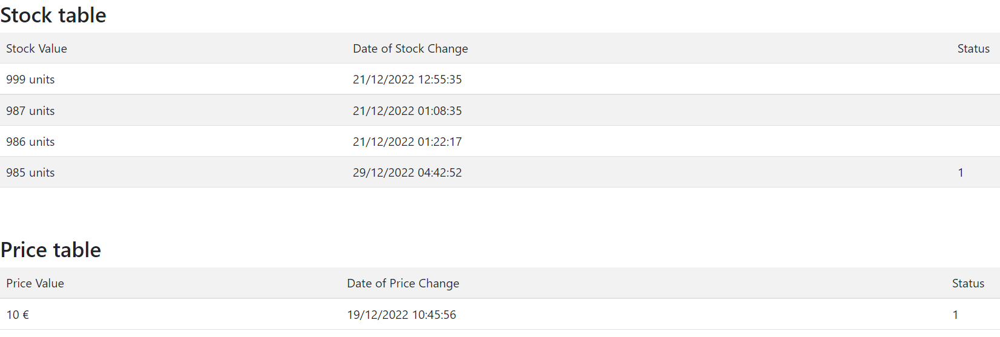 Stock table
Stock Value Date of Stock Change Status
999 units 21/12/2022 12:55:35
987 units 21/12/2022 01:08:35
986 units 21/12/2022 01:22:17
985 units 29/12/2022 04:42:52 1
Price table
Price Value Date of Price Change Status
10 € 19/12/2022 10:45:56 1